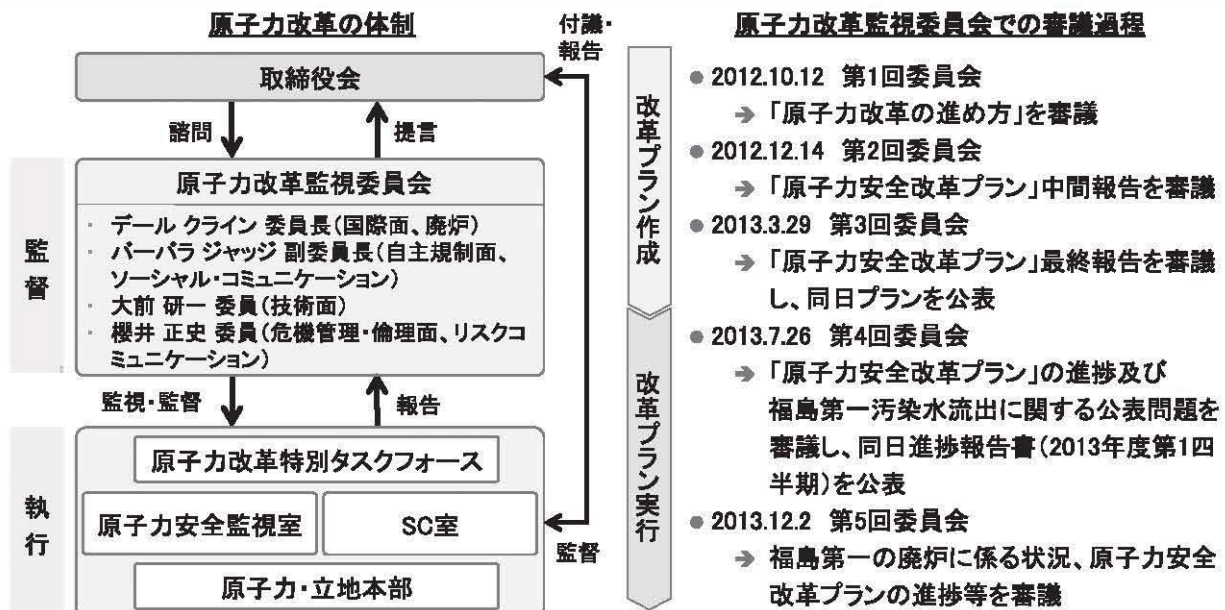 原子力改革の体制
付議・
報告
取締役会
諮問
提言
監
督
原子力改革監視委員会
・ デール クライン 委員長(国際面、廃炉)
・ バーバラ ジャッジ 副委員長(自主規制面、
ソーシャル・コミュニケーション)
・ 大前 研一 委員(技術面)
・ 櫻井 正史 委員(危機管理・倫理面、リスクコ
ミュニケーション)
監視・監督
報告
執
行
原子力改革特別タスクフォース
原子力安全監視室
SC室
監督
原子力・立地本部
改革プラン作成
改革プラン実行
原子力改革監視委員会での審議過程
● 2012.10.12 第1回委員会
➔ 「原子力改革の進め方」を審議
● 2012.12.14 第2回委員会
➔ 「原子力安全改革プラン」中間報告を審議
● 2013.3.29 第3回委員会
➔ 「原子力安全改革プラン」最終報告を審議
し、同日プランを公表
● 2013.7.26 第4回委員会
➔ 「原子力安全改革プラン」の進捗及び
福島第一汚染水流出に関する公表問題を
審議し、同日進捗報告書(2013年度第1四
半期)を公表
● 2013.12.2 第5回委員会
➔ 福島第一の廃炉に係る状況、原子力安全
改革プランの進捗等を審議